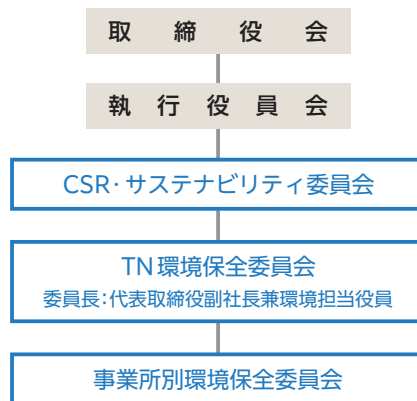 取締役会
執行役員会
CSR・サステナビリティ委員会
TN環境保全委員会
委員長：代表取締役副社長兼環境担当役員
事業所別環境保全委員会